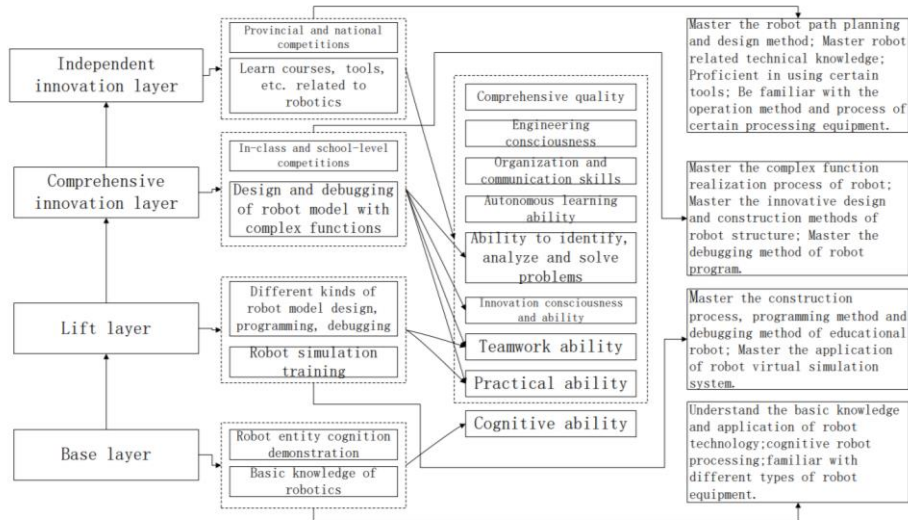 Independent
innovation layer
Comprehensive
innovation layer
Lift layer
Base layer
Provincial and national
competitions
Learn courses, tools,
etc. related to
robotics
In-class and school-level
competitions
Design and debugging
of robot model with
complex functions
Different kinds of
robot model design,
programming, debugging
Robot simulation
training
Robot entity cognition
demonstration
Basic knowledge of
robotics
Comprehensive quality
Engineering
consciousness
Organization and
communication skills
Autonomous learning
ability
Ability to identify,
analyze and solve
problems
Innovation consciousness
and ability
Teamwork ability
Practical ability
Cognitive ability
Master the robot path planning
and design method; Master robot
related technical knowledge;
Proficient in using certain
tools; Be familiar with the
operation method and process of
certain processing equipment.
Master the complex function
realization process of robot;
Master the innovative design
and construction methods of
robot structure; Master the
debugging method of robot
program.
Master the construction
process, programming method and
debugging method of educational
robot; Master the application
of robot virtual simulation
system.
Understand the basic knowledge
and application of robot
technology;cognitive robot
processing;familiar with
different types of robot
equipment.